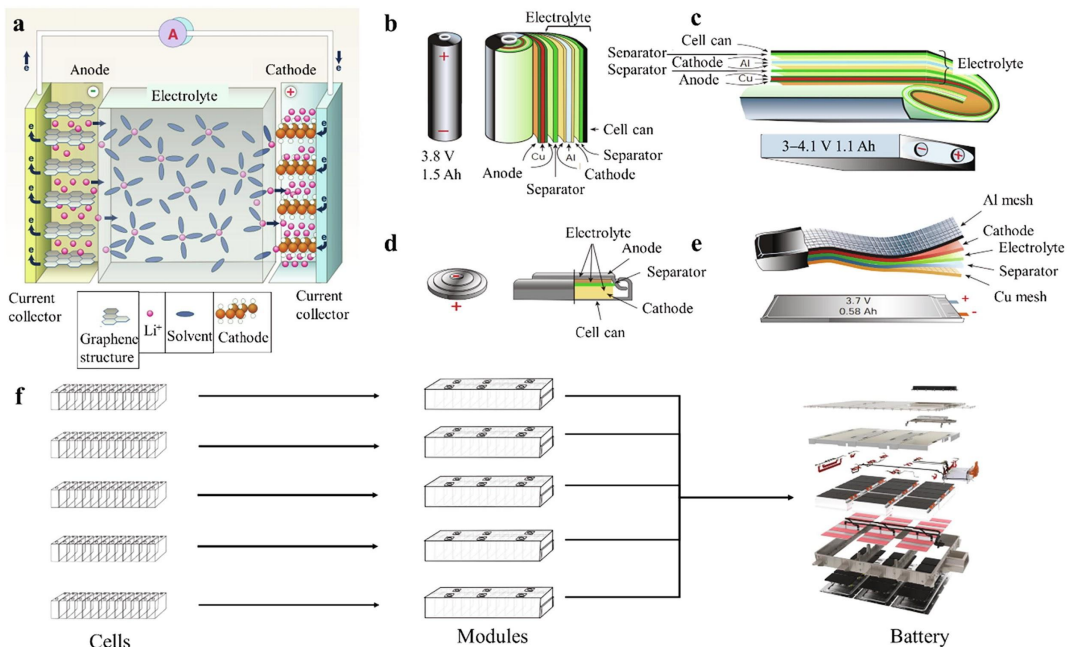 a
A
e
e
Anode
Cathode
Electrolyte
−
+
e
e
e
e
e
e
e
e
e
e
Current
collector
Current
collector
Graphene
structure
Li+
Solvent
Cathode
b
Electrolyte
+
−
3.8 V
1.5 Ah
Cell can
Cu
Al
Separator
Anode
Cathode
Separator
c
Cell can
Separator
Cathode
Al
Separator
Electrolyte
Anode
Cu
3–4.1 V 1.1 Ah
−
+
d
−
+
Electrolyte
Anode
Separator
Cathode
Cell can
e
Al mesh
Cathode
Electrolyte
Separator
Cu mesh
3.7 V
0.58 Ah
+
-
f
Cells
Modules
Battery